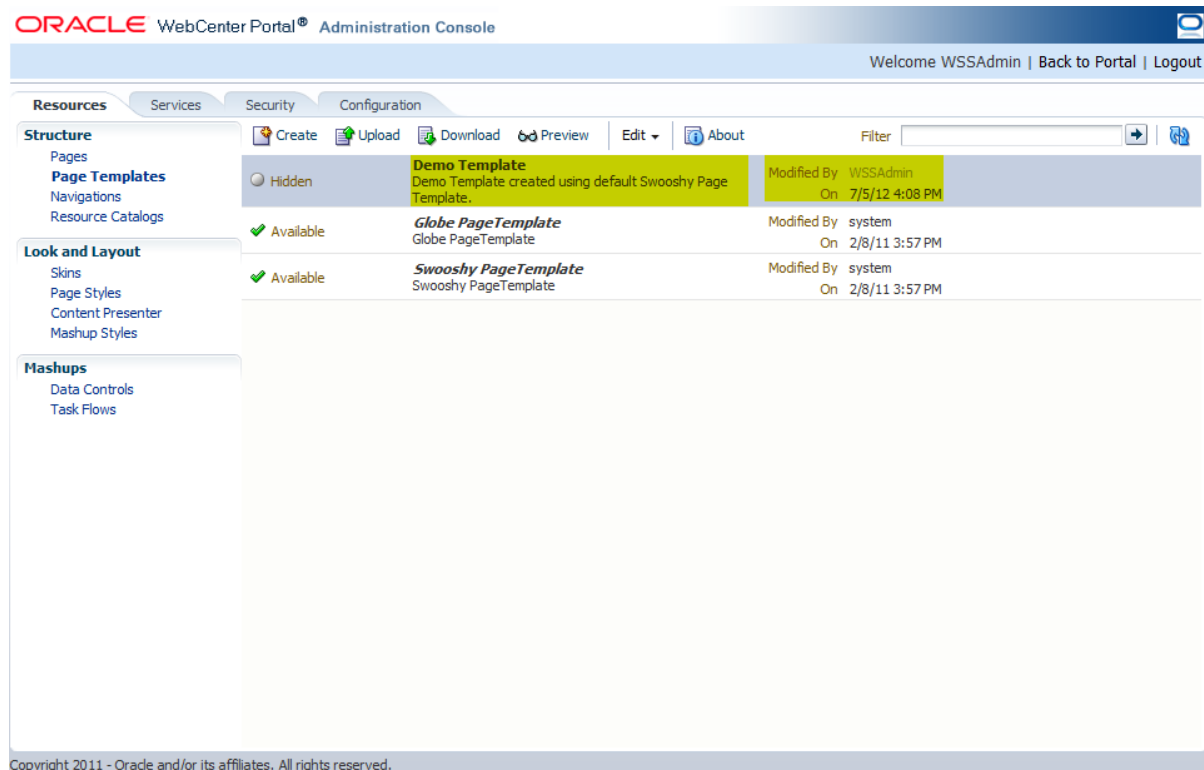 ORACLE WebCenter Portal® Administration Console
Welcome WSSAdmin | Back to Portal | Logout
Resources Services Security Configuration
Structure
Pages
Page Templates
Navigations
Resource Catalogs
Look and Layout
Skins
Page Styles
Content Presenter
Mashup Styles
Mashups
Data Controls
Task Flows
Create Upload Download Preview Edit About Filter
Hidden
Demo Template
Demo Template created using default Swooshy Page
Template.
Modified By WSSAdmin
On 7/5/12 4:08 PM
Available
Globe PageTemplate
Globe PageTemplate
Modified By system
On 2/8/11 3:57 PM
Available
Swooshy PageTemplate
Swooshy PageTemplate
Modified By system
On 2/8/11 3:57 PM
Copyright 2011 - Oracle and/or its affiliates. All rights reserved.